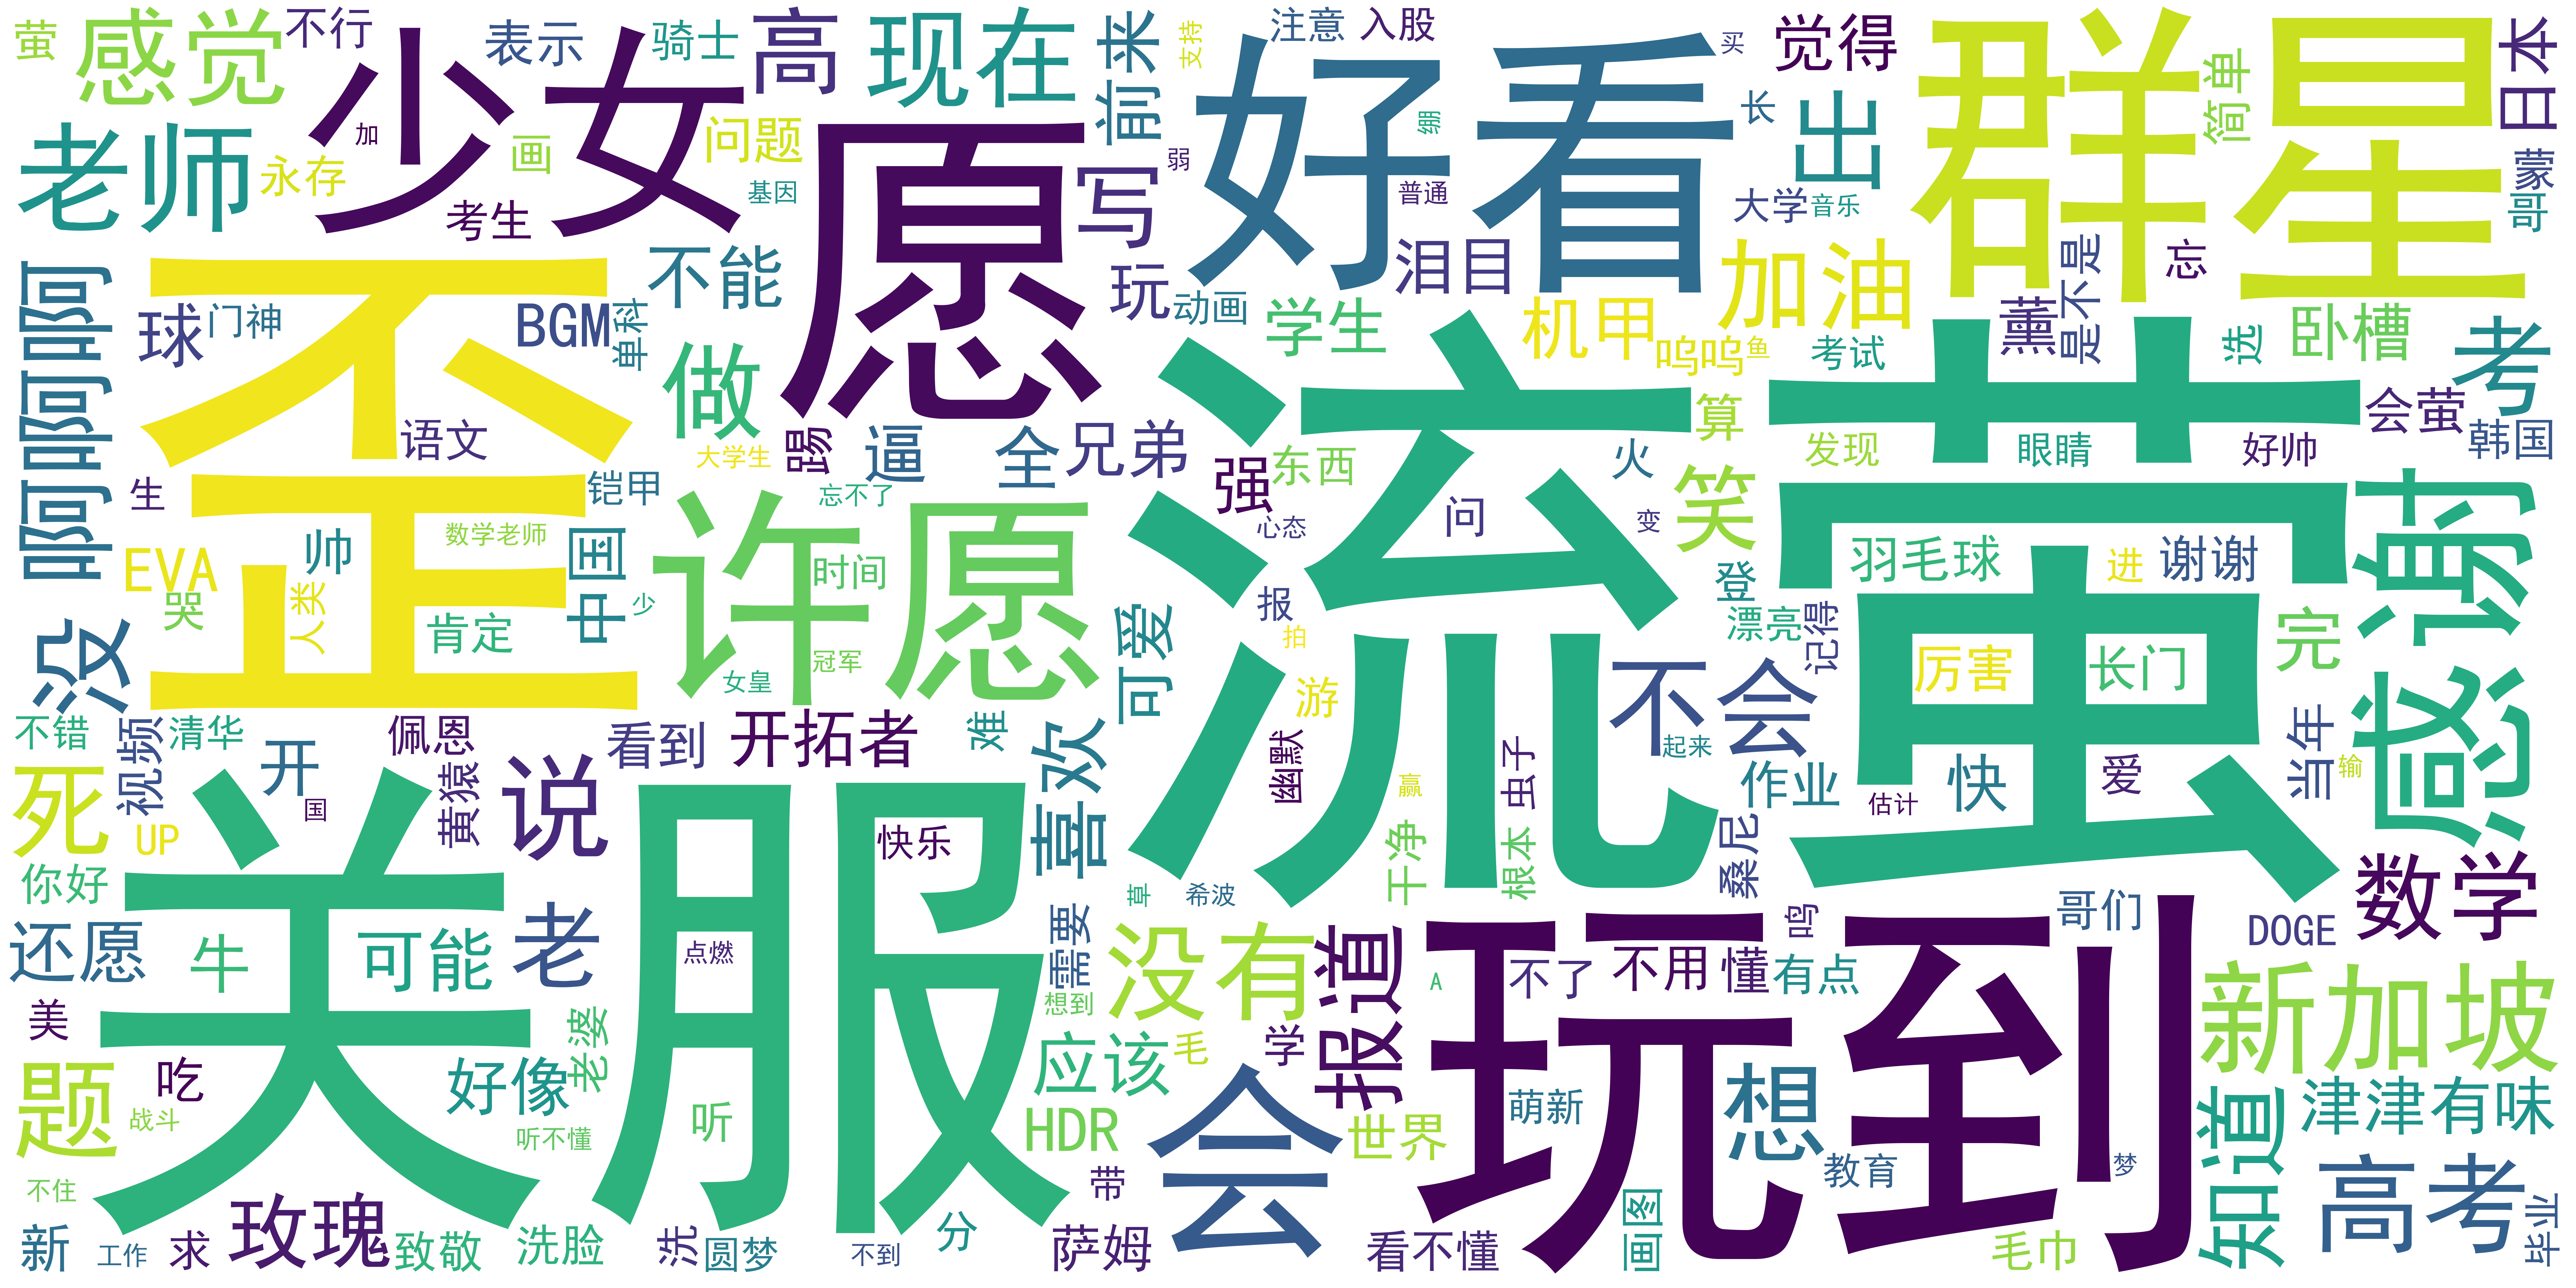 萤
感觉
不行
少女
表示
骑士
高
现在
前来
支持
注意
入股
好看
买
觉得
群星
简单
日本
老师
永存
加
考生
画
问题
基因
愿
写
弱
绷
普通
长
出
大学
音乐
蒙
哥
啊啊啊啊啊啊
歪
球
门神
BGM
单科
不能
玩
动画
泪目
学生
机甲
加油
呜呜
鱼
考试
薰
是不是
忘
选
卧槽
考
语文
做
大学生
踢
逼
全
兄弟
流萤
强
东西
算
火
笑
发现
眼睛
好帅
会萤
韩国
生
铠甲
EVA
帅
数学老师
中国
许愿
忘不了
时间
心态
问
变
登
羽毛球
进
谢谢
感谢
哭
人类
肯定
少
女皇
冠军
可爱
报
拍
漂亮
记得
厉害
长门
完
没
不错
视频
清华
开
佩恩
黄猿
看到
开拓者
难
喜欢
游
幽默
不会
起来
虫子
作业
快
爱
估计
当年
输
死
UP
国
说
快乐
赢
干净
根本
桑尼
数学
你好
关服
草
希波
玩到
鸣
哥们
DOGE
还愿
牛
可能
老
点燃
需要
想到
没有
报道
A
不了
不用
懂
有点
新加坡
美
老婆
应该
毛
学
题
吃
好像
战斗
听不懂
听
HDR
会
世界
萌新
想
知道
津津有味
不住
带
教育
梦
高考
新
工作
求
玫瑰
致敬
洗脸
洗
圆梦
不到
分
萨姆
看不懂
画图
毛巾
毕业